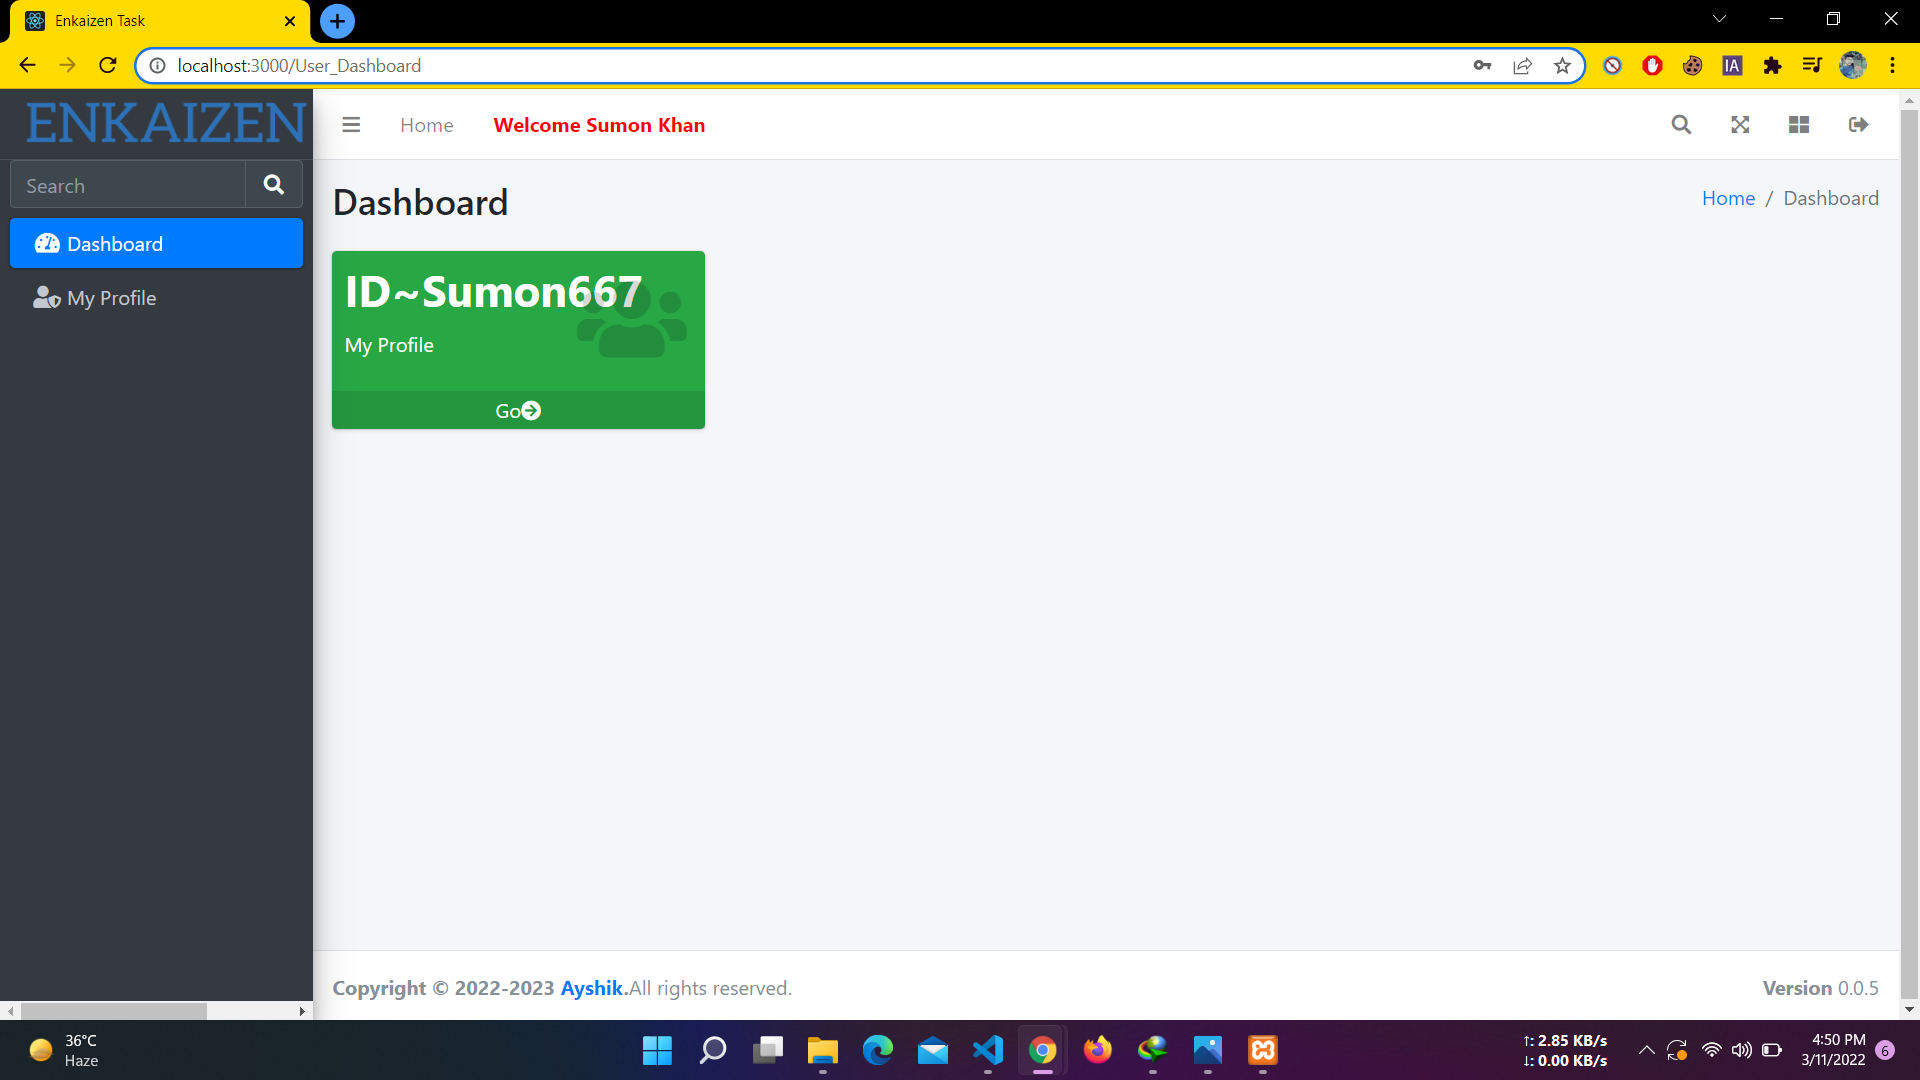 Enkaizen Task
localhost:3000/User_Dashboard
IA
ENKAIZEN
Home
Welcome Sumon Khan
Search
Dashboard
Home / Dashboard
Dashboard
My Profile
ID~Sumon667
My Profile
Go
Copyright © 2022-2023 Ayshik.All rights reserved.
Version 0.0.5
36°C
Haze
↑: 2.85 KB/s
↓: 0.00 KB/s
4:50 PM
3/11/2022
6